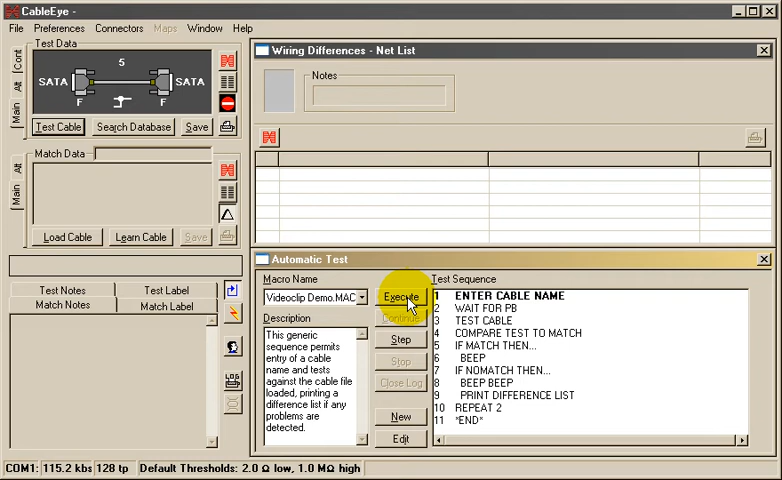 CableEye -
File Preferences Connectors Maps Window Help
Test Data
Cont
Alt
Main
5
SATA SATA
F F
Test Cable Search Database Save
Match Data
Alt
Main
Load Cable Learn Cable Save
Test Notes Test Label
Match Notes Match Label
LOG
Wiring Differences - Net List
Notes
Automatic Test
Macro Name
Videoclip Demo.MAC
Description
This generic
sequence permits
entry of a cable
name and tests
against the cable file
loaded, printing a
difference list if any
problems are
detected.
Execute
Continue
Step
Stop
Close Log
New
Edit
Test Sequence
1 ENTER CABLE NAME
2 WAIT FOR PB
3 TEST CABLE
4 COMPARE TEST TO MATCH
5 IF MATCH THEN...
6 BEEP
7 IF NOMATCH THEN...
8 BEEP BEEP
9 PRINT DIFFERENCE LIST
10 REPEAT 2
11 *END*
COM1: 115.2 kbs 128 tp Default Thresholds: 2.0 Ω low, 1.0 MΩ high